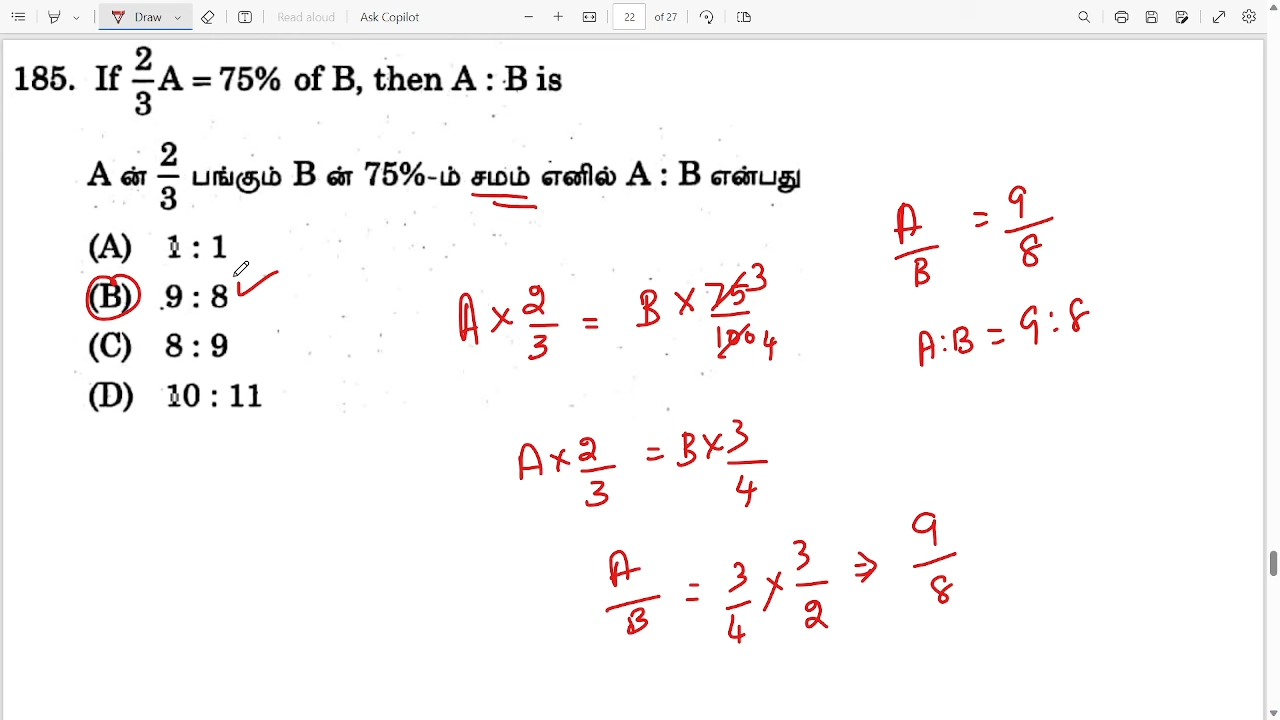 Draw
Read aloud
Ask Copilot
22
of 27
185. If 2/3 A = 75% of B, then A : B is
A ன் 2/3 பங்கும் B ன் 75%-ம் சமம் எனில் A : B என்பது
(A) 1 : 1
(B) 9 : 8
(C) 8 : 9
(D) 10 : 11
A × 2/3 = B × 75/100 3 4
A × 2/3 = B × 3/4
A/B = 3/4 × 3/2 ⇒ 9/8
A/B = 9/8
A:B = 9:8